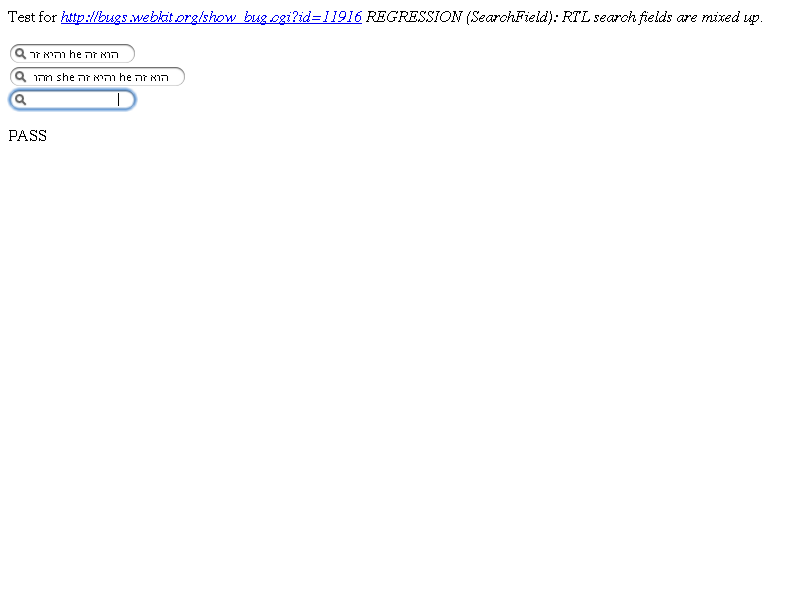 Test for http://bugs.webkit.org/show_bug.cgi?id=11916 REGRESSION (SearchField): RTL search fields are mixed up.
הוא זה he והיא זר
הוא זה he והיא זה she מהו
PASS